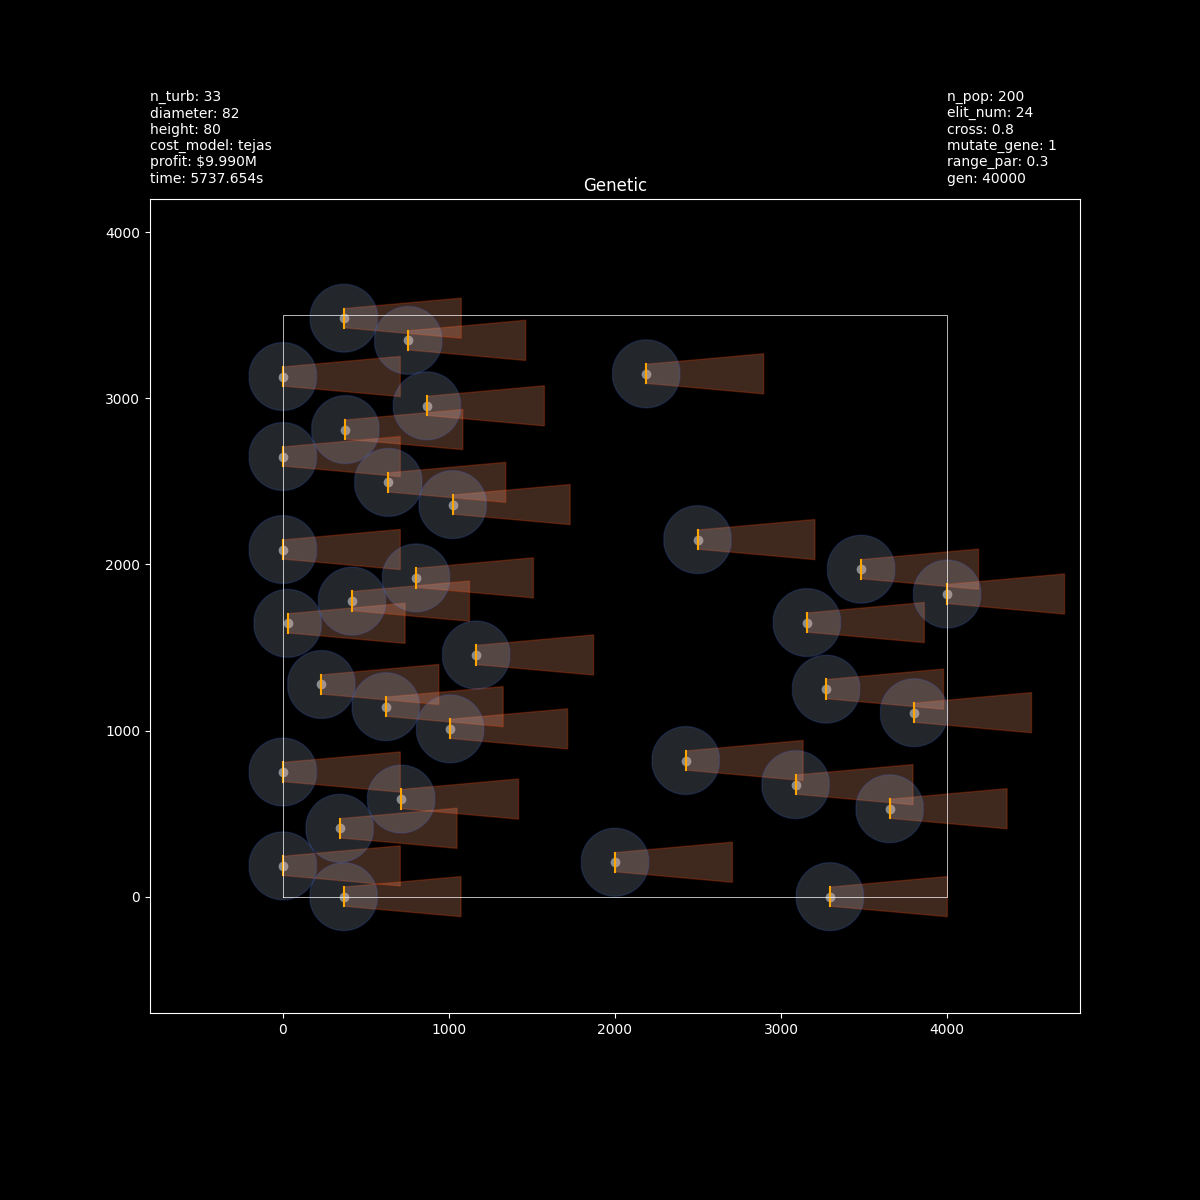 n_turb: 33
diameter: 82
height: 80
cost_model: tejas
profit: $9.990M
time: 5737.654s
n_pop: 200
elit_num: 24
cross: 0.8
mutate_gene: 1
range_par: 0.3
gen: 40000
Genetic
4000
3000
2000
1000
0
0 1000 2000 3000 4000